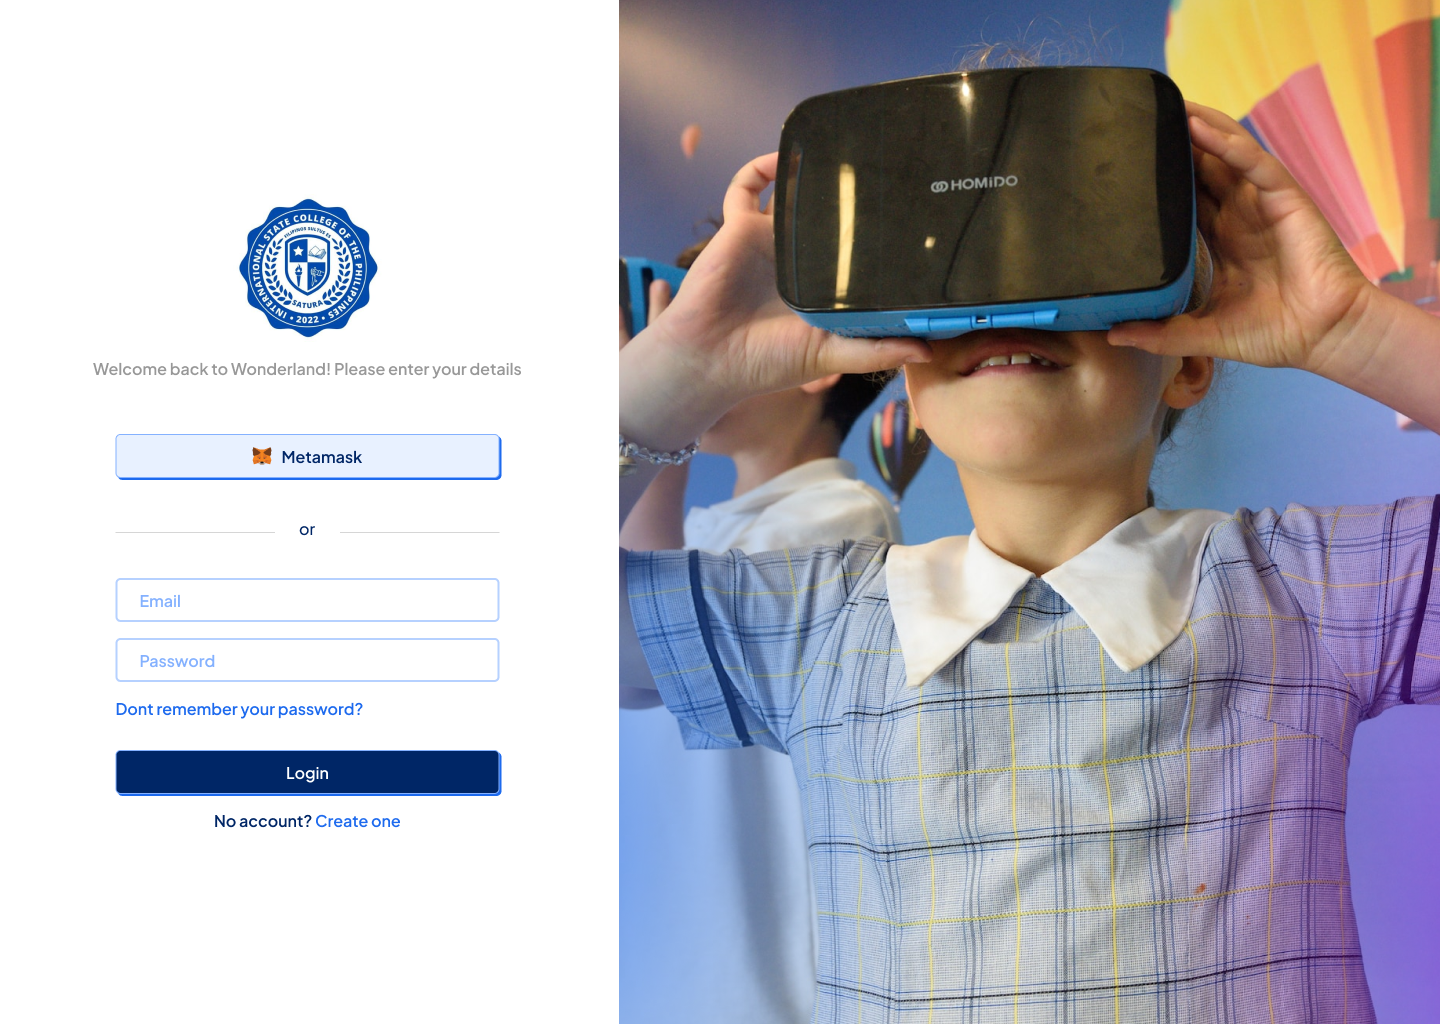 INTERNATIONAL STATE COLLEGE OF THE PHILIPPINES
SATURA
• 2022 •
Welcome back to Wonderland! Please enter your details
Metamask
or
Email
Password
Dont remember your password?
Login
No account? Create one
HOMIDO